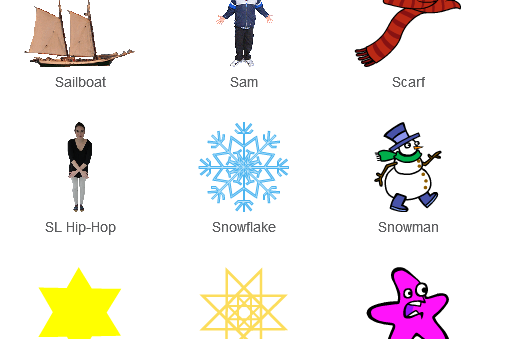 Sailboat
Sam
Scarf
SL Hip-Hop
Snowflake
Snowman